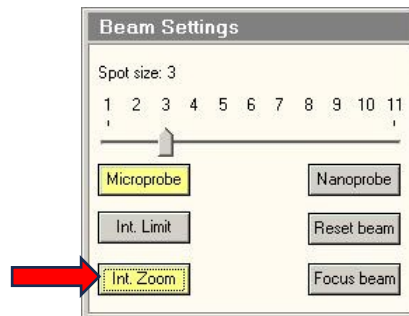 Beam Settings
Spot size: 3
1 2 3 4 5 6 7 8 9 10 11
Microprobe Nanoprobe
Int. Limit Reset beam
Int. Zoom Focus beam